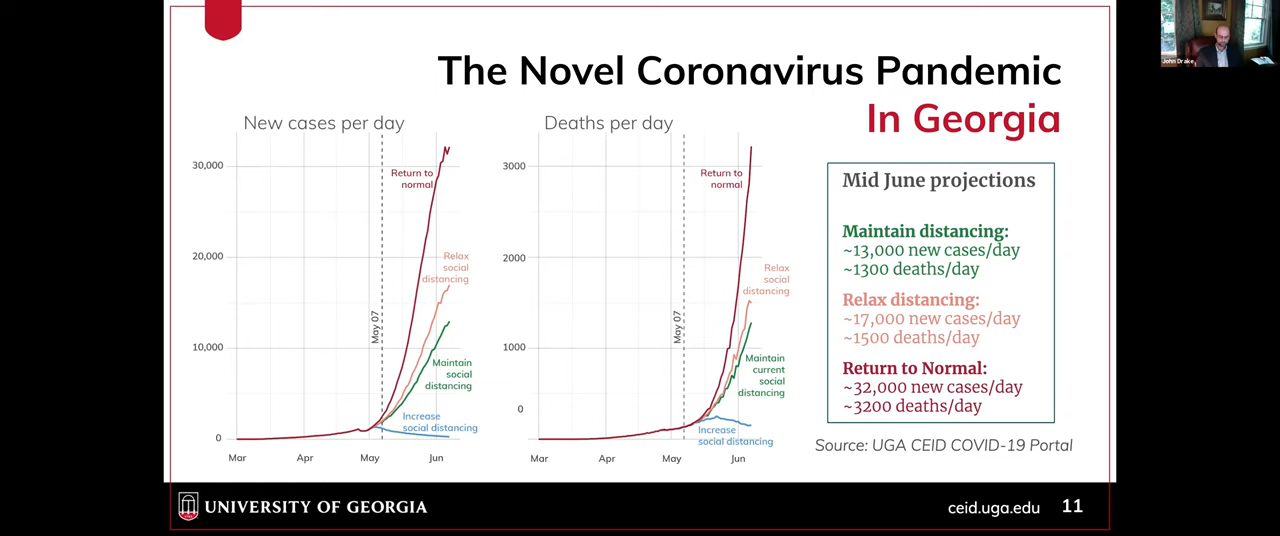 The Novel Coronavirus Pandemic
In Georgia
John Drake
New cases per day
30,000
20,000
10,000
0
Mar
Apr
May
Jun
May 07
Return to
normal
Relax
social
distancing
Maintain
social
distancing
Increase
social distancing
Deaths per day
3000
2000
1000
0
Mar
Apr
May
Jun
May 07
Return to
normal
Relax
social
distancing
Maintain
current
social
distancing
Increase
social distancing
Mid June projections
Maintain distancing:
~13,000 new cases/day
~1300 deaths/day
Relax distancing:
~17,000 new cases/day
~1500 deaths/day
Return to Normal:
~32,000 new cases/day
~3200 deaths/day
Source: UGA CEID COVID-19 Portal
UNIVERSITY OF GEORGIA
ceid.uga.edu 11